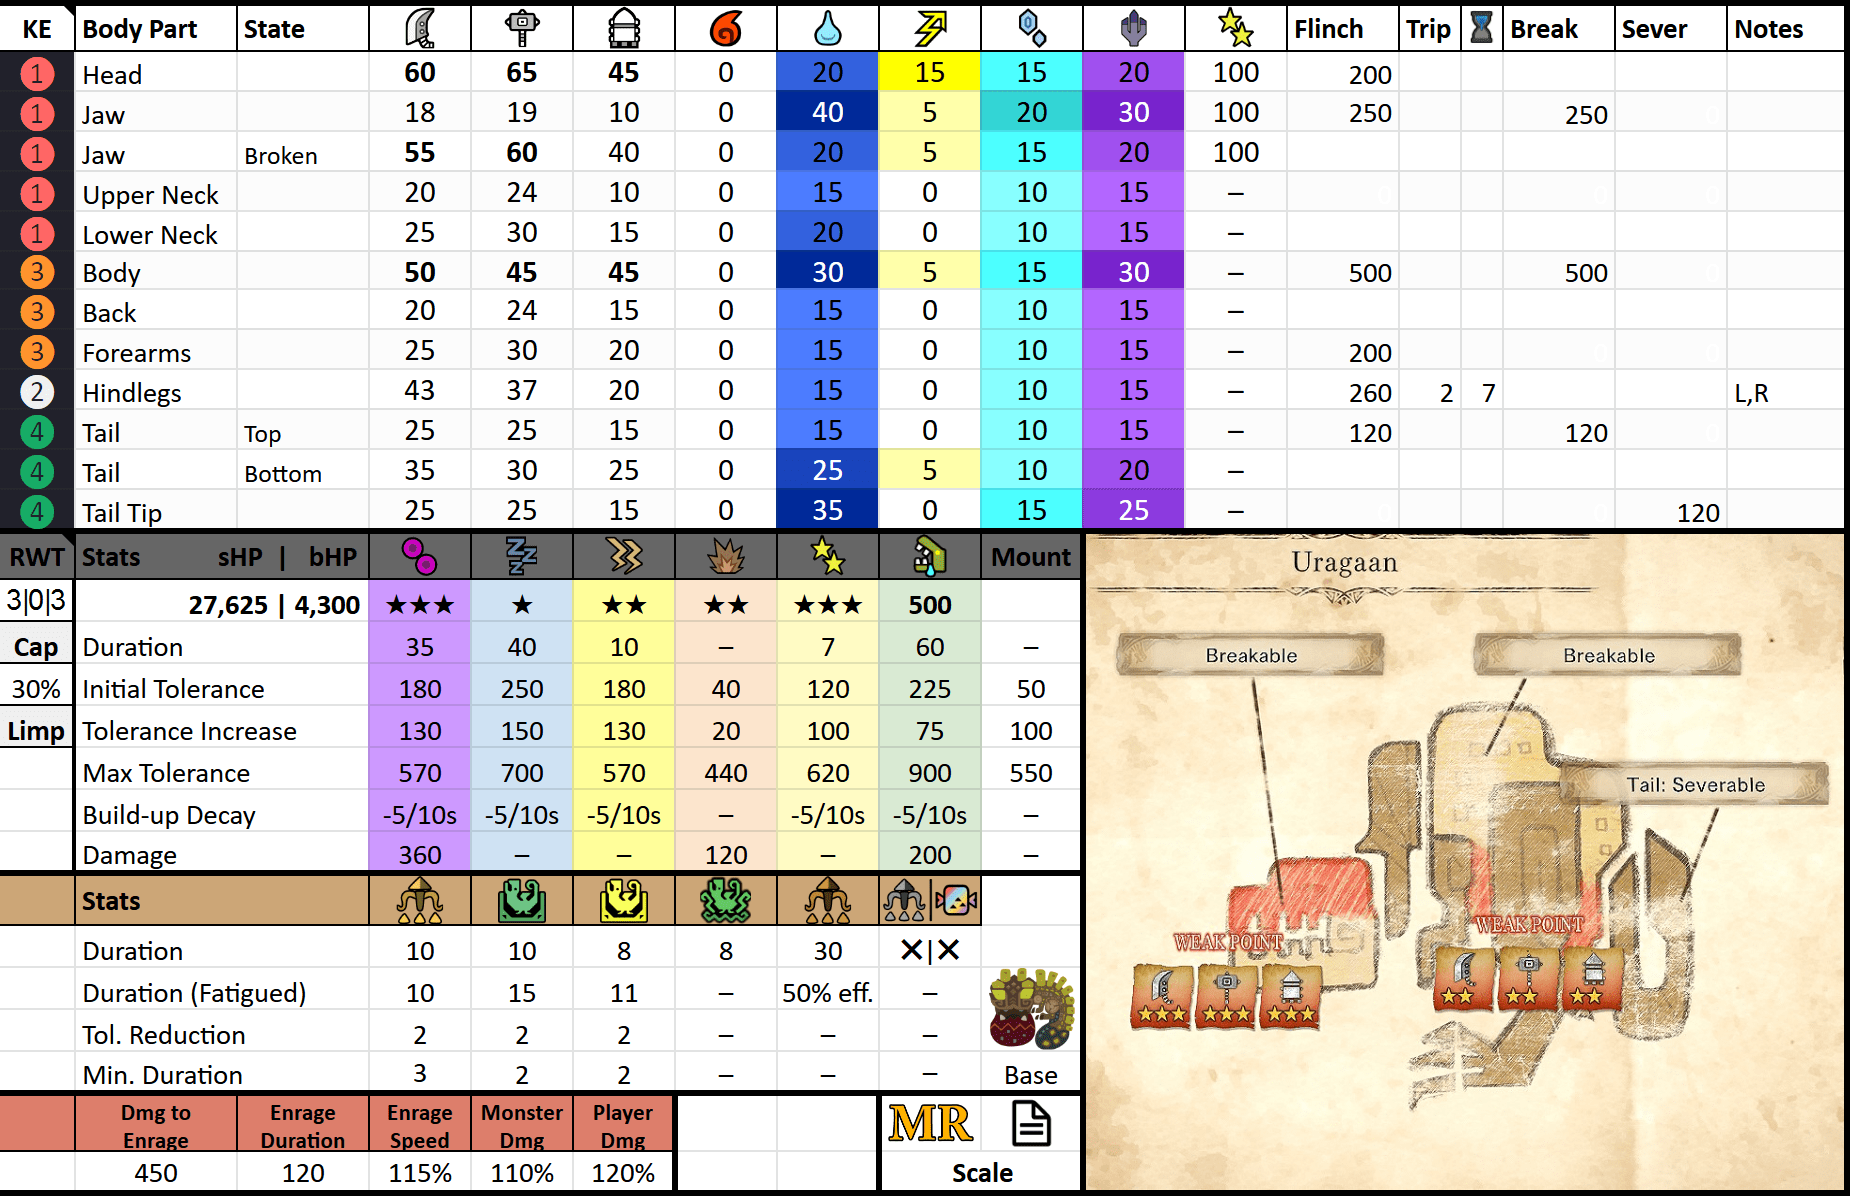 KE Body Part State Flinch Trip Break Sever Notes
1 Head 60 65 45 0 20 15 15 20 100 200
1 Jaw 18 19 10 0 40 5 20 30 100 250 250
1 Jaw Broken 55 60 40 0 20 5 15 20 100
1 Upper Neck 20 24 10 0 15 0 10 15 –
1 Lower Neck 25 30 15 0 20 0 10 15 –
3 Body 50 45 45 0 30 5 15 30 – 500 500
3 Back 20 24 15 0 15 0 10 15 –
3 Forearms 25 30 20 0 15 0 10 15 – 200
2 Hindlegs 43 37 20 0 15 0 10 15 – 260 2 7 L,R
4 Tail Top 25 25 15 0 15 0 10 15 – 120 120
4 Tail Bottom 35 30 25 0 25 5 10 20 –
4 Tail Tip 25 25 15 0 35 0 15 25 – 120
RWT Stats sHP | bHP Mount
3|0|3 27,625 | 4,300 ★★★ ★ ★★ ★★ ★★★ 500
Cap Duration 35 40 10 – 7 60 –
30% Initial Tolerance 180 250 180 40 120 225 50
Limp Tolerance Increase 130 150 130 20 100 75 100
Max Tolerance 570 700 570 440 620 900 550
Build-up Decay -5/10s -5/10s -5/10s – -5/10s -5/10s –
Damage 360 – – 120 – 200 –
Stats
Duration 10 10 8 8 30 ✕|✕
Duration (Fatigued) 10 15 11 – 50% eff. –
Tol. Reduction 2 2 2 – – –
Min. Duration 3 2 2 – – – Base
Dmg to Enrage Enrage Duration Enrage Speed Monster Dmg Player Dmg MR
450 120 115% 110% 120% Scale
Uragaan
Breakable
Breakable
Tail: Severable
WEAK POINT
WEAK POINT